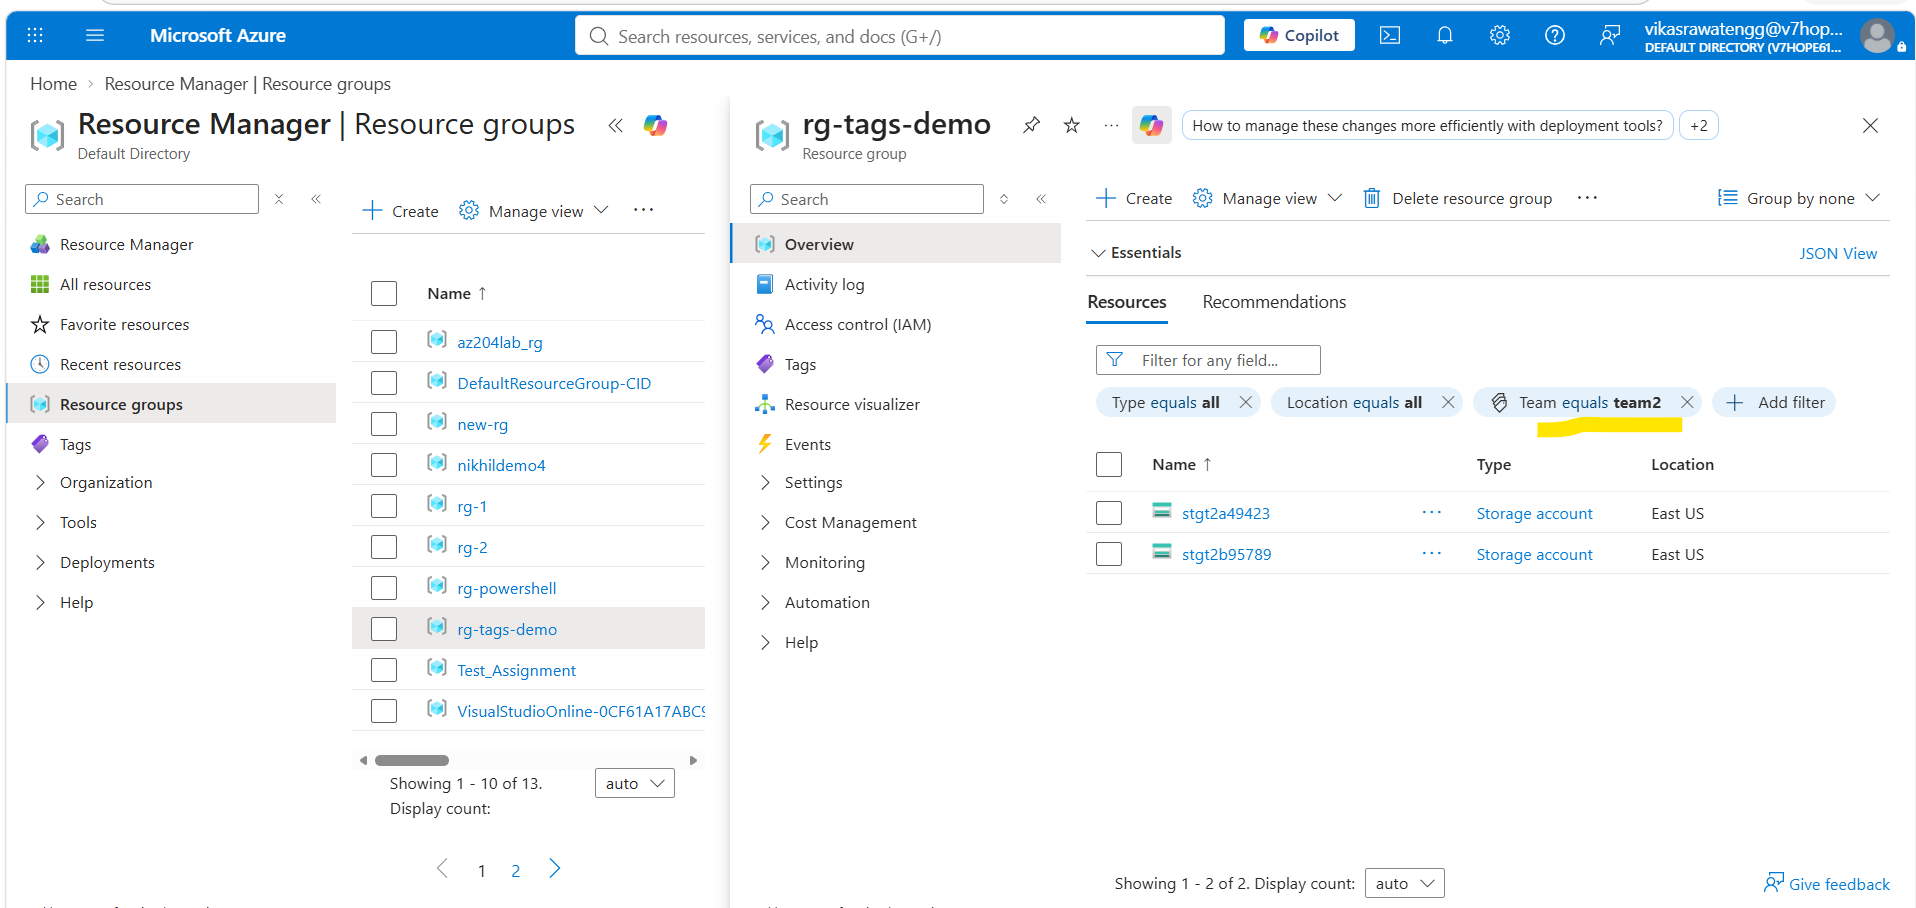 Microsoft Azure
Search resources, services, and docs (G+/)
Copilot
vikasrawatengg@v7hop...
DEFAULT DIRECTORY (V7HOPE61...
Home > Resource Manager | Resource groups
Resource Manager | Resource groups
Default Directory
Search
Resource Manager
All resources
Favorite resources
Recent resources
Resource groups
Tags
Organization
Tools
Deployments
Help
Create
Manage view
Name ↑
az204lab_rg
DefaultResourceGroup-CID
new-rg
nikhildemo4
rg-1
rg-2
rg-powershell
rg-tags-demo
Test_Assignment
VisualStudioOnline-0CF61A17ABC9
Showing 1 - 10 of 13.
Display count:
auto
1 2
rg-tags-demo
Resource group
How to manage these changes more efficiently with deployment tools?
+2
Search
Overview
Activity log
Access control (IAM)
Tags
Resource visualizer
Events
Settings
Cost Management
Monitoring
Automation
Help
Create
Manage view
Delete resource group
Group by none
Essentials
JSON View
Resources
Recommendations
Filter for any field...
Type equals all
Location equals all
Team equals team2
Add filter
Name ↑ Type Location
stgt2a49423 Storage account East US
stgt2b95789 Storage account East US
Showing 1 - 2 of 2. Display count: auto
Give feedback